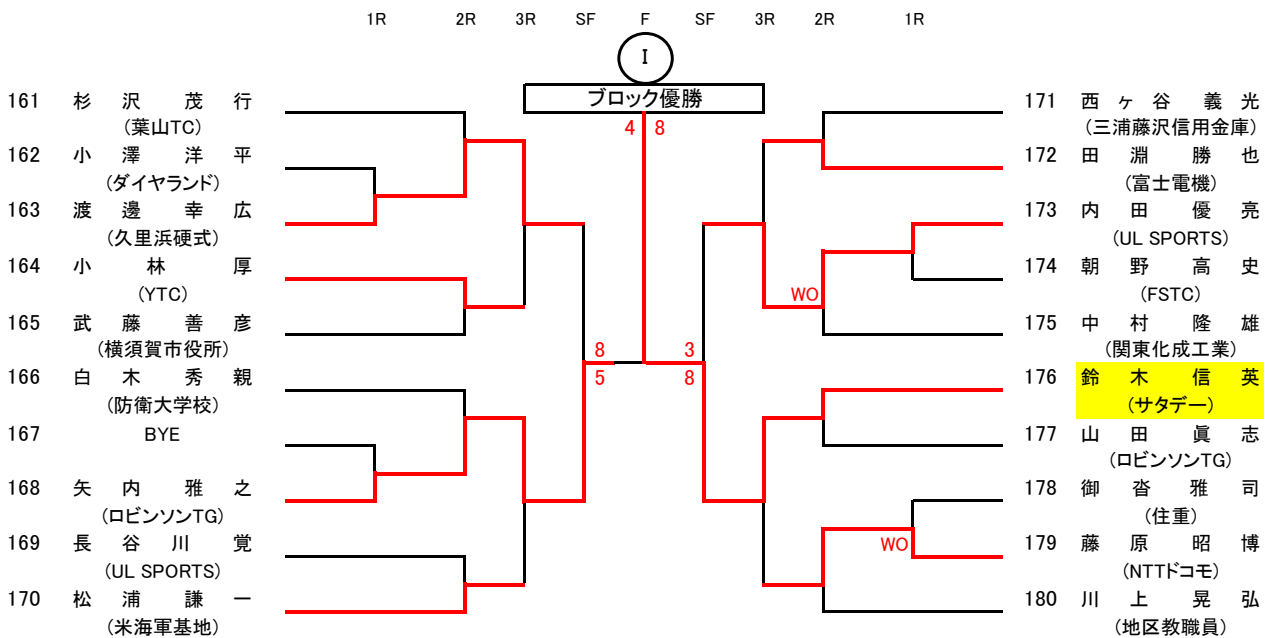 1R 2R 3R SF F SF 3R 2R 1R
I
ブロック優勝
161 杉沢茂行
(葉山TC)
162 小澤洋平
(ダイヤランド)
163 渡邊幸広
(久里浜硬式)
164 小林厚
(YTC)
165 武藤善彦
(横須賀市役所)
166 白木秀親
(防衛大学校)
167 BYE
168 矢内雅之
(ロビンソンTG)
169 長谷川覚
(UL SPORTS)
170 松浦謙一
(米海軍基地)
4 8
8 3
5 8
WO
WO
171 西ヶ谷義光
(三浦藤沢信用金庫)
172 田淵勝也
(富士電機)
173 内田優亮
(UL SPORTS)
174 朝野高史
(FSTC)
175 中村隆雄
(関東化成工業)
176 鈴木信英
(サタデー)
177 山田眞志
(ロビンソンTG)
178 御沓雅司
(住重)
179 藤原昭博
(NTTドコモ)
180 川上晃弘
(地区教職員)